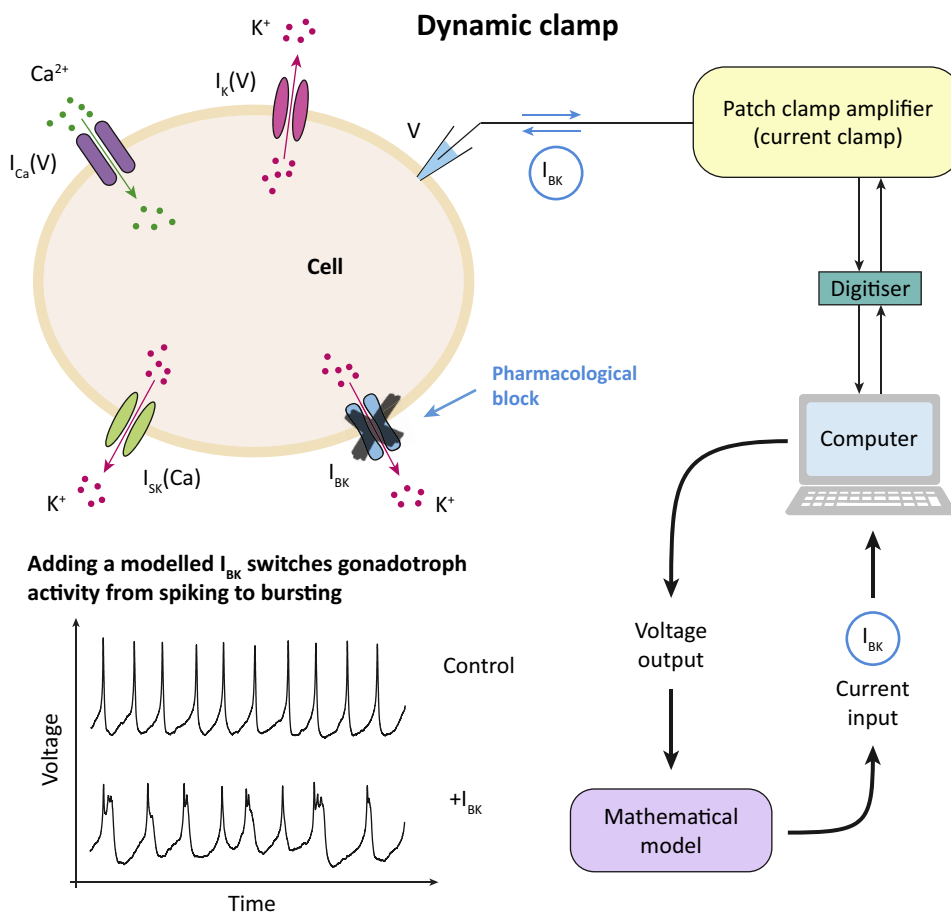 Dynamic clamp
K⁺
Ca²⁺
I_K(V)
I_Ca(V)
V
I_BK
Patch clamp amplifier
(current clamp)
Digitiser
Cell
Pharmacological
block
Computer
I_SK(Ca)
I_BK
K⁺
K⁺
Adding a modelled I_BK switches gonadotroph
activity from spiking to bursting
Voltage
Control
+I_BK
Time
Voltage
output
I_BK
Current
input
Mathematical
model